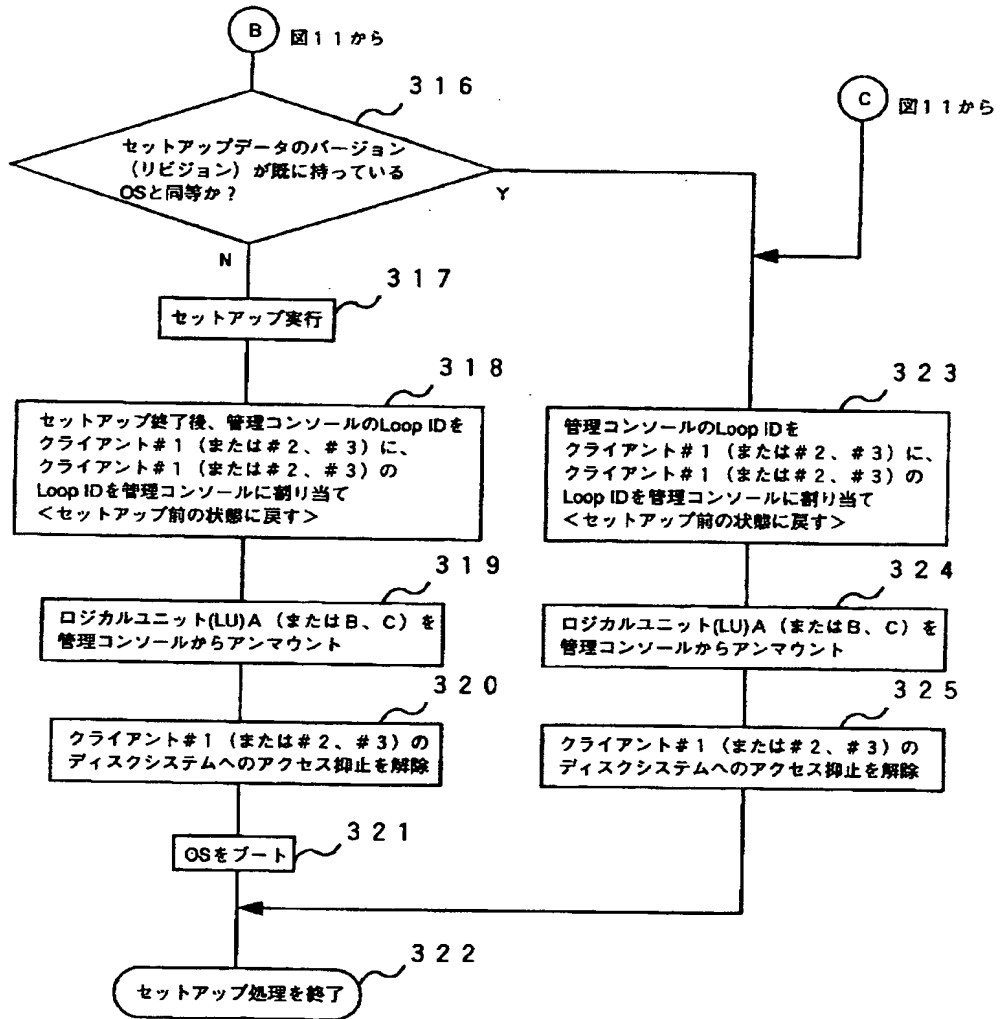 B 図11から
316
C 図11から
セットアップデータのバージョン
(リビジョン)が既に持っている
OSと同等か?
Y
N
317
セットアップ実行
318
セットアップ終了後、管理コンソールのLoop IDを
クライアント#1(または#2、#3)に、
クライアント#1(または#2、#3)の
Loop IDを管理コンソールに割り当て
<セットアップ前の状態に戻す>
323
管理コンソールのLoop IDを
クライアント#1(または#2、#3)に、
クライアント#1(または#2、#3)の
Loop IDを管理コンソールに割り当て
<セットアップ前の状態に戻す>
319
ロジカルユニット(LU)A(またはB、C)を
管理コンソールからアンマウント
324
ロジカルユニット(LU)A(またはB、C)を
管理コンソールからアンマウント
320
クライアント#1(または#2、#3)の
ディスクシステムへのアクセス抑止を解除
325
クライアント#1(または#2、#3)の
ディスクシステムへのアクセス抑止を解除
321
OSをブート
322
セットアップ処理を終了